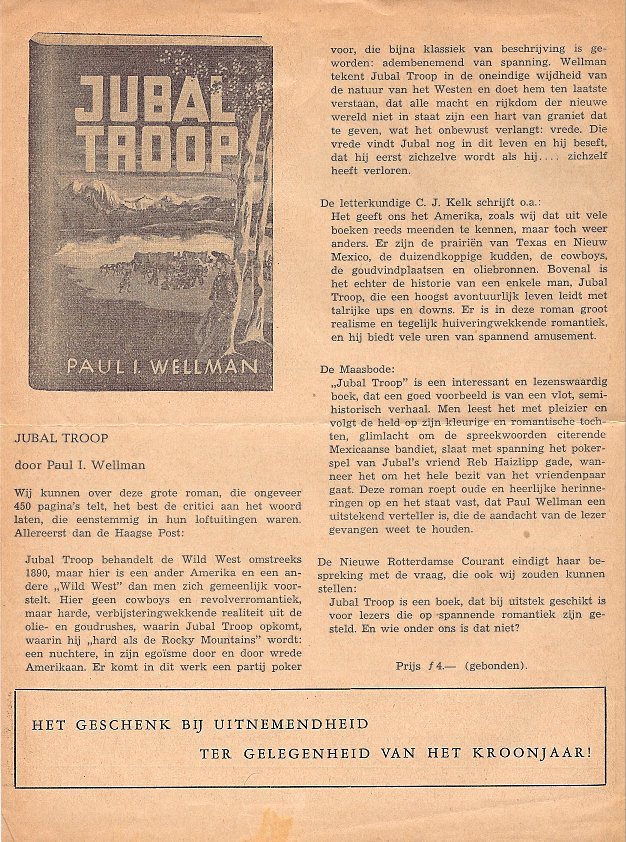 JUBAL
TROOP
PAUL I. WELLMAN
JUBAL TROOP
door Paul I. Wellman
Wij kunnen over deze grote roman, die ongeveer
450 pagina's telt, het best de critici aan het woord
laten, die eenstemmig in hun loftuitingen waren.
Allereerst dan de Haagse Post:
Jubal Troop behandelt de Wild West omstreeks
1890, maar hier is een ander Amerika en een an-
dere „Wild West" dan men zich gemeenlijk voor-
stelt. Hier geen cowboys en revolverromantiek,
maar harde, verbijsteringwekkende realiteit uit de
olie- en goudrushes, waarin Jubal Troop opkomt,
waarin hij „hard als de Rocky Mountains" wordt:
een nuchtere, in zijn egoïsme door en door wrede
Amerikaan. Er komt in dit werk een partij poker
voor, die bijna klassiek van beschrijving is ge-
worden: adembenemend van spanning. Wellman
tekent Jubal Troop in de oneindige wijdheid van
de natuur van het Westen en doet hem ten laatste
verstaan, dat alle macht en rijkdom der nieuwe
wereld niet in staat zijn een hart van graniet dat
te geven, wat het onbewust verlangt: vrede. Die
vrede vindt Jubal nog in dit leven en hij beseft,
dat hij eerst zichzelve wordt als hij.... zichzelf
heeft verloren.
De letterkundige C. J. Kelk schrijft o.a.:
Het geeft ons het Amerika, zoals wij dat uit vele
boeken reeds meenden te kennen, maar toch weer
anders. Er zijn de prairiën van Texas en Nieuw
Mexico, de duizendkoppige kudden, de cowboys,
de goudvindplaatsen en oliebronnen. Bovenal is
het echter de historie van een enkele man, Jubal
Troop, die een hoogst avontuurlijk leven leidt met
talrijke ups en downs. Er is in deze roman groot
realisme en tegelijk huiveringwekkende romantiek,
en hij biedt vele uren van spannend amusement.
De Maasbode:
„Jubal Troop" is een interessant en lezenswaardig
boek, dat een goed voorbeeld is van een vlot, semi-
historisch verhaal. Men leest het met pleizier en
volgt de held op zijn kleurige en romantische toch-
ten, glimlacht om de spreekwoorden citerende
Mexicaanse bandiet, slaat met spanning het poker-
spel van Jubal's vriend Reb Haizlipp gade, wan-
neer het om het hele bezit van het vriendenpaar
gaat. Deze roman roept oude en heerlijke herinne-
ringen op en het staat vast, dat Paul Wellman een
uitstekend verteller is, die de aandacht van de lezer
gevangen weet te houden.
De Nieuwe Rotterdamse Courant eindigt haar be-
spreking met de vraag, die ook wij zouden kunnen
stellen:
Jubal Troop is een boek, dat bij uitstek geschikt is
voor lezers die op spannende romantiek zijn ge-
steld. En wie onder ons is dat niet?
Prijs ƒ 4.— (gebonden).
HET GESCHENK BIJ UITNEMENDHEID
TER GELEGENHEID VAN HET KROONJAAR!